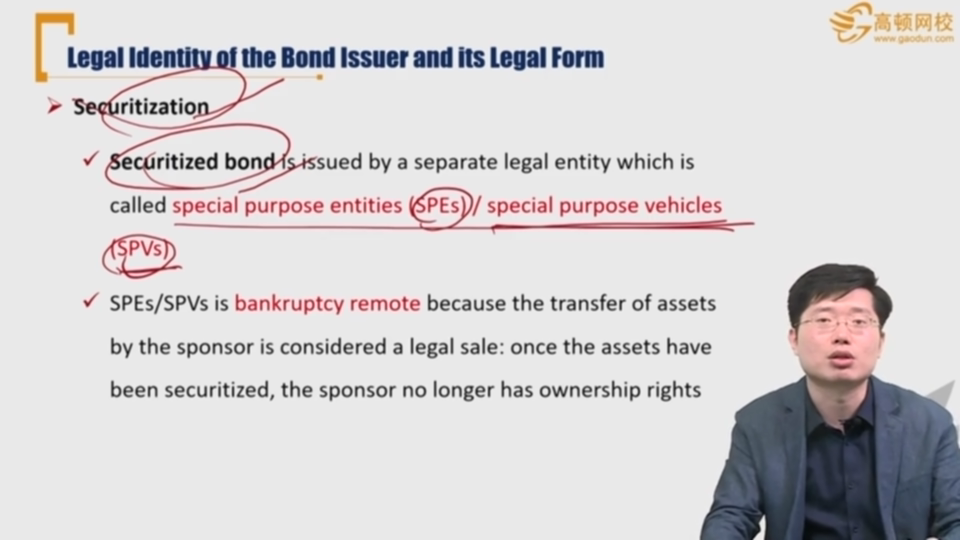 高顿网校
www.gaodun.com
Legal Identity of the Bond Issuer and its Legal Form
Securitization
Securitized bond is issued by a separate legal entity which is
called special purpose entities (SPEs) / special purpose vehicles
(SPVs)
SPEs/SPVs is bankruptcy remote because the transfer of assets
by the sponsor is considered a legal sale: once the assets have
been securitized, the sponsor no longer has ownership rights